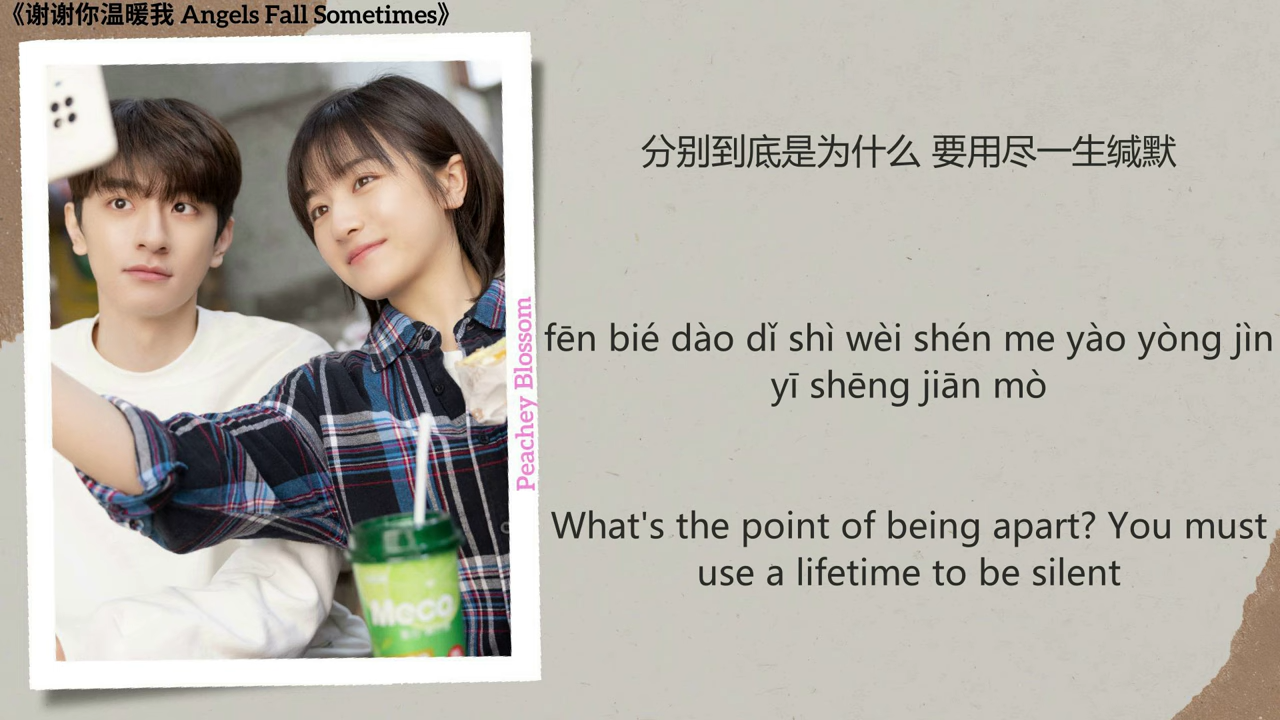 《谢谢你温暖我 Angels Fall Sometimes》
分别到底是为什么 要用尽一生缄默
fēn bié dào dǐ shì wèi shén me yào yòng jìn
yī shēng jiān mò
What's the point of being apart? You must
use a lifetime to be silent
Peachey Blossom
Meco